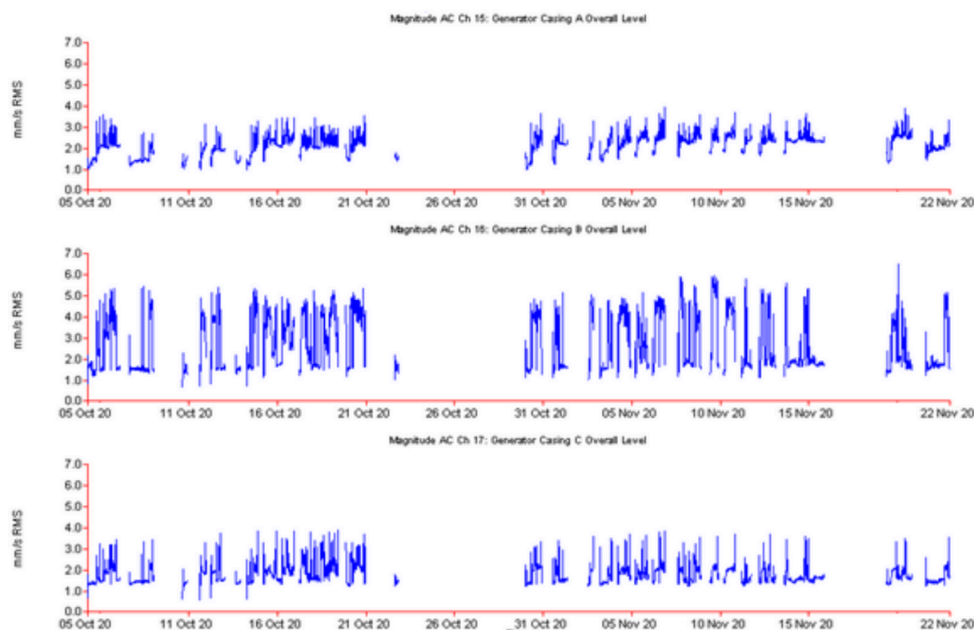 Magnitude AC Ch 15: Generator Casing A Overall Level
mm/s RMS
7.0
6.0
5.0
4.0
3.0
2.0
1.0
0.0
05 Oct 20 11 Oct 20 16 Oct 20 21 Oct 20 26 Oct 20 31 Oct 20 05 Nov 20 10 Nov 20 15 Nov 20 22 Nov 20
Magnitude AC Ch 16: Generator Casing B Overall Level
mm/s RMS
7.0
6.0
5.0
4.0
3.0
2.0
1.0
0.0
05 Oct 20 11 Oct 20 16 Oct 20 21 Oct 20 26 Oct 20 31 Oct 20 05 Nov 20 10 Nov 20 15 Nov 20 22 Nov 20
Magnitude AC Ch 17: Generator Casing C Overall Level
mm/s RMS
7.0
6.0
5.0
4.0
3.0
2.0
1.0
0.0
05 Oct 20 11 Oct 20 16 Oct 20 21 Oct 20 26 Oct 20 31 Oct 20 05 Nov 20 10 Nov 20 15 Nov 20 22 Nov 20